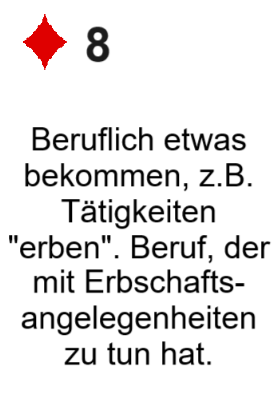 8
Beruflich etwas
bekommen, z.B.
Tätigkeiten
"erben". Beruf, der
mit Erbschafts-
angelegenheiten
zu tun hat.